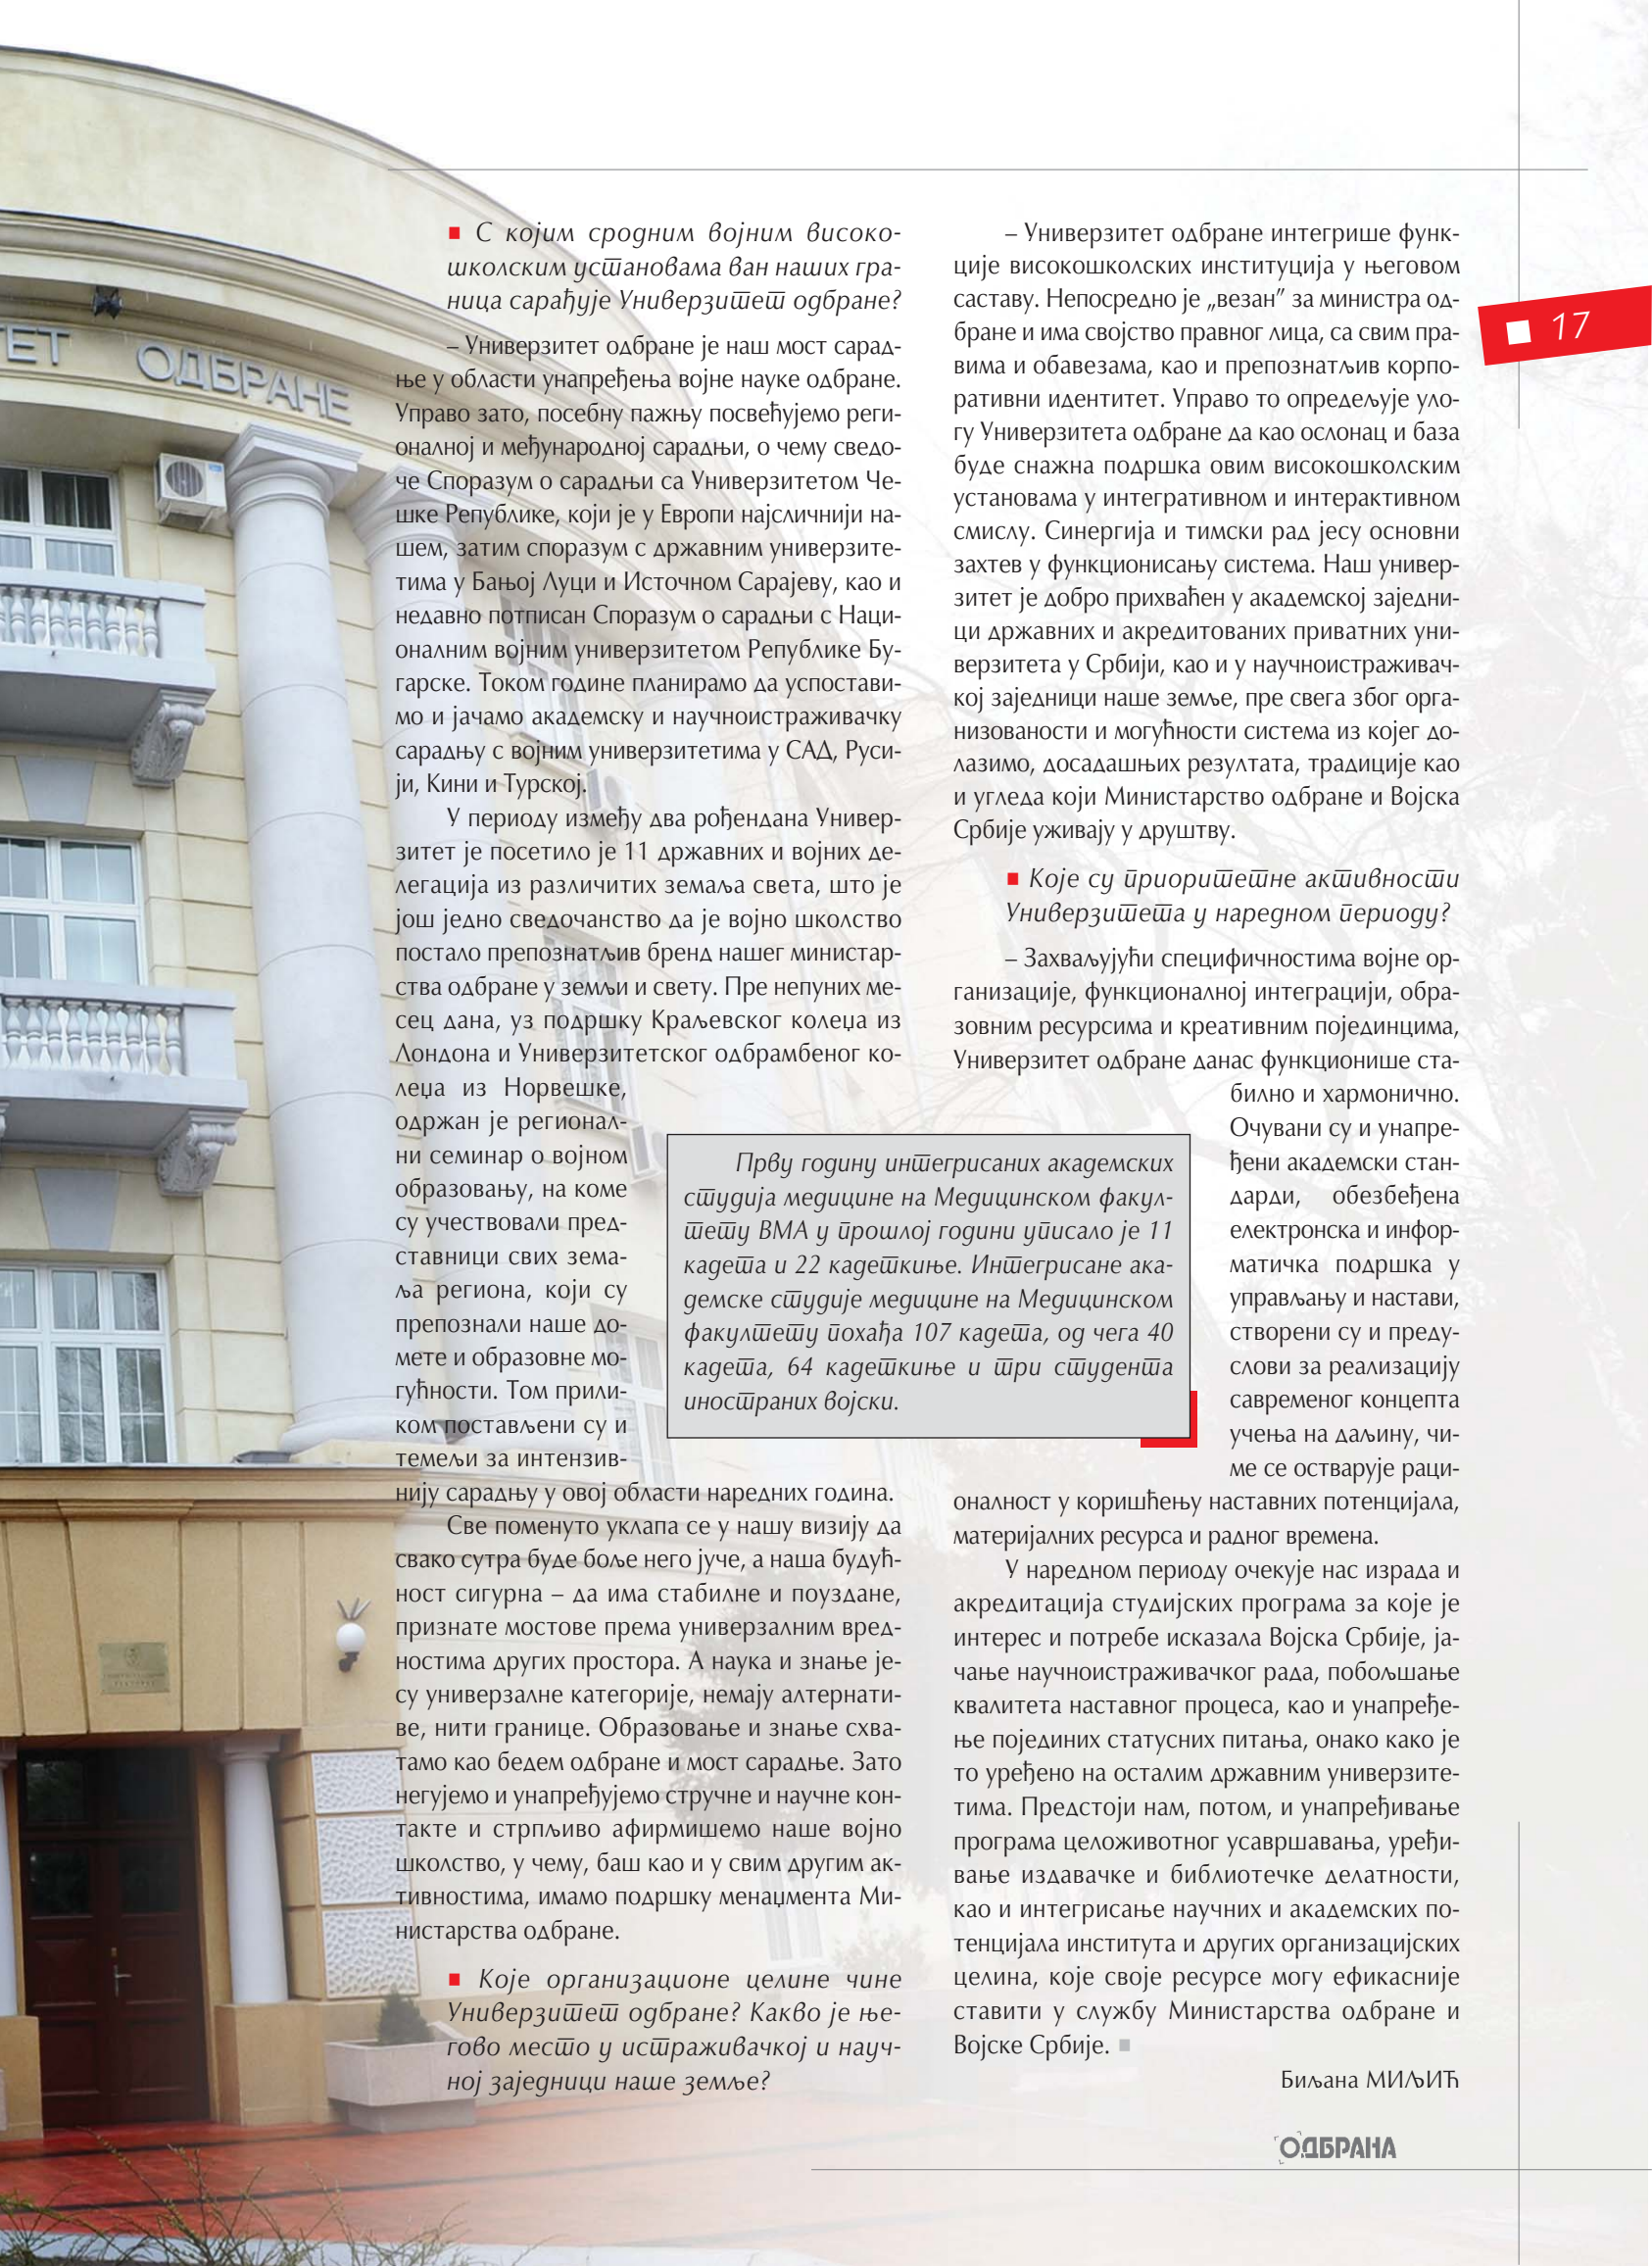 ТЕТ ОДБРАНЕ
17
■ С којим сродним војним високо-
школским установама ван наших гра-
ница сарађује Универзитет одбране?
– Универзитет одбране је наш мост сарад-
ње у области унапређења војне науке одбране.
Управо зато, посебну пажњу посвећујемо реги-
оналној и међународној сарадњи, о чему сведо-
че Споразум о сарадњи са Универзитетом Че-
шке Републике, који је у Европи најсличнији на-
шем, затим споразум с државним универзите-
тима у Бањој Луци и Источном Сарајеву, као и
недавно потписан Споразум о сарадњи с Наци-
оналним војним универзитетом Републике Бу-
гарске. Током године планирамо да успостави-
мо и јачамо академску и научноистраживачку
сарадњу с војним универзитетима у САД, Руси-
ји, Кини и Турској.
У периоду између два рођендана Универ-
зитет је посетило је 11 државних и војних де-
легација из различитих земаља света, што је
још једно сведочанство да је војно школство
постало препознатљив бренд нашег министар-
ства одбране у земљи и свету. Пре непуних ме-
сец дана, уз подршку Краљевског колеџа из
Лондона и Универзитетског одбрамбеног ко-
леџа из Норвешке,
одржан је регионал-
ни семинар о војном
образовању, на коме
су учествовали пред-
ставници свих зема-
ља региона, који су
препознали наше до-
мете и образовне мо-
гућности. Том прили-
ком постављени су и
темељи за интензив-
нију сарадњу у овој области наредних година.
Све поменуто уклапа се у нашу визију да
свако сутра буде боље него јуче, а наша будућ-
ност сигурна – да има стабилне и поуздане,
признате мостове према универзалним вред-
ностима других простора. А наука и знање је-
су универзалне категорије, немају алтернати-
ве, нити границе. Образовање и знање схва-
тамо као бедем одбране и мост сарадње. Зато
негујемо и унапређујемо стручне и научне кон-
такте и стрпљиво афирмишемо наше војно
школство, у чему, баш као и у свим другим ак-
тивностима, имамо подршку менаџмента Ми-
нистарства одбране.
■ Које организационе целине чине
Универзитет одбране? Какво је ње-
гово место у истраживачкој и науч-
ној заједници наше земље?
– Универзитет одбране интегрише функ-
ције високошколских институција у његовом
саставу. Непосредно је „везан” за министра од-
бране и има својство правног лица, са свим пра-
вима и обавезама, као и препознатљив корпо-
ративни идентитет. Управо то опредељује уло-
гу Универзитета одбране да као ослонац и база
буде снажна подршка овим високошколским
установама у интегративном и интерактивном
смислу. Синергија и тимски рад јесу основни
захтев у функционисању система. Наш универ-
зитет је добро прихваћен у академској заједни-
ци државних и акредитованих приватних уни-
верзитета у Србији, као и у научноистраживач-
кој заједници наше земље, пре свега због орга-
низованости и могућности система из којег до-
лазимо, досадашњих резултата, традиције као
и угледа који Министарство одбране и Војска
Србије уживају у друштву.
■ Које су приоритетне активности
Универзитета у наредном периоду?
– Захваљујући специфичностима војне ор-
ганизације, функционалној интеграцији, обра-
зовним ресурсима и креативним појединцима,
Универзитет одбране данас функционише ста-
билно и хармонично.
Очувани су и унапре-
ђени академски стан-
дарди, обезбеђена
електронска и инфор-
матичка подршка у
управљању и настави,
створени су и преду-
слови за реализацију
савременог концепта
учења на даљину, чи-
ме се остварује раци-
оналност у коришћењу наставних потенцијала,
материјалних ресурса и радног времена.
У наредном периоду очекује нас израда и
акредитација студијских програма за које је
интерес и потребе исказала Војска Србије, ја-
чање научноистраживачког рада, побољшање
квалитета наставног процеса, као и унапређе-
ње појединих статусних питања, онако како је
то уређено на осталим државним универзите-
тима. Предстоји нам, потом, и унапређивање
програма целоживотног усавршавања, уређи-
вање издавачке и библиотечке делатности,
као и интегрисање научних и академских по-
тенцијала института и других организацијских
целина, које своје ресурсе могу ефикасније
ставити у службу Министарства одбране и
Војске Србије. ■
Биљана МИЉИЋ
Прву годину интегрисаних академских
студија медицине на Медицинском факул-
тету ВМА у прошлој години уписало је 11
кадета и 22 кадеткиње. Интегрисане ака-
демске студије медицине на Медицинском
факултету похађа 107 кадета, од чега 40
кадета, 64 кадеткиње и три студента
иностраних војски.
ОДБРАНА